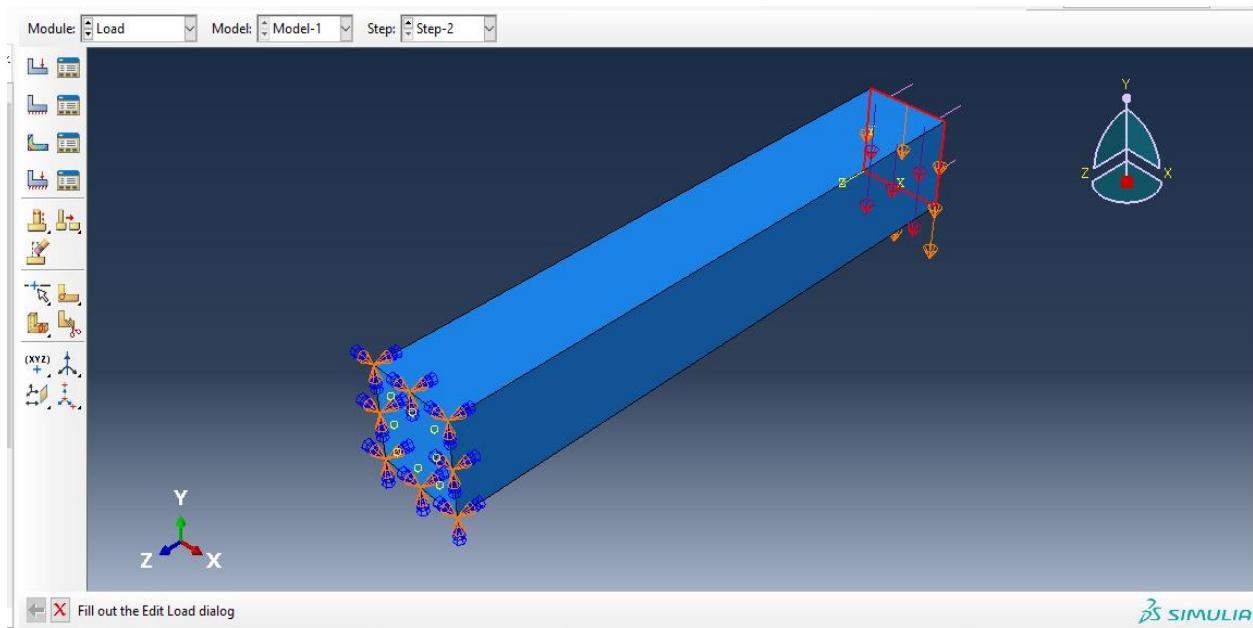 Module: Load Model: Model-1 Step: Step-2
Y
Z X
Y
Z X
(XYZ)
Y
Z X
Fill out the Edit Load dialog
SIMULIA